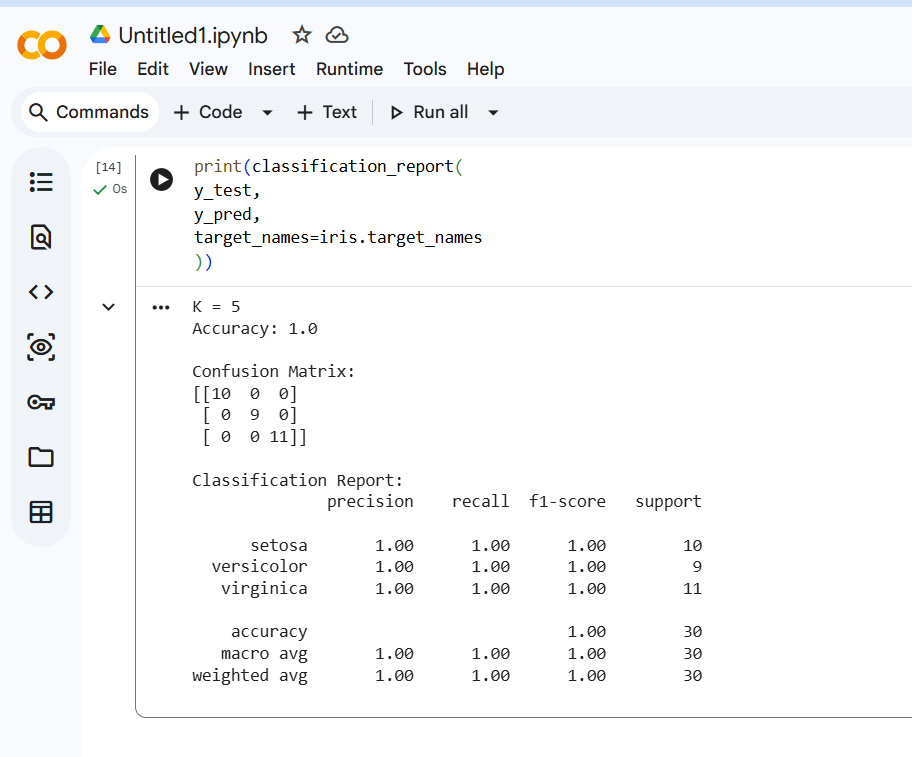 Untitled1.ipynb
File Edit View Insert Runtime Tools Help
Commands + Code + Text Run all
[14]
0s
print(classification_report(
y_test,
y_pred,
target_names=iris.target_names
))
K = 5
Accuracy: 1.0
Confusion Matrix:
[[10  0  0]
 [ 0  9  0]
 [ 0  0 11]]
Classification Report:
              precision    recall  f1-score   support
      setosa       1.00      1.00      1.00        10
  versicolor       1.00      1.00      1.00         9
   virginica       1.00      1.00      1.00        11
    accuracy                           1.00        30
   macro avg       1.00      1.00      1.00        30
weighted avg       1.00      1.00      1.00        30